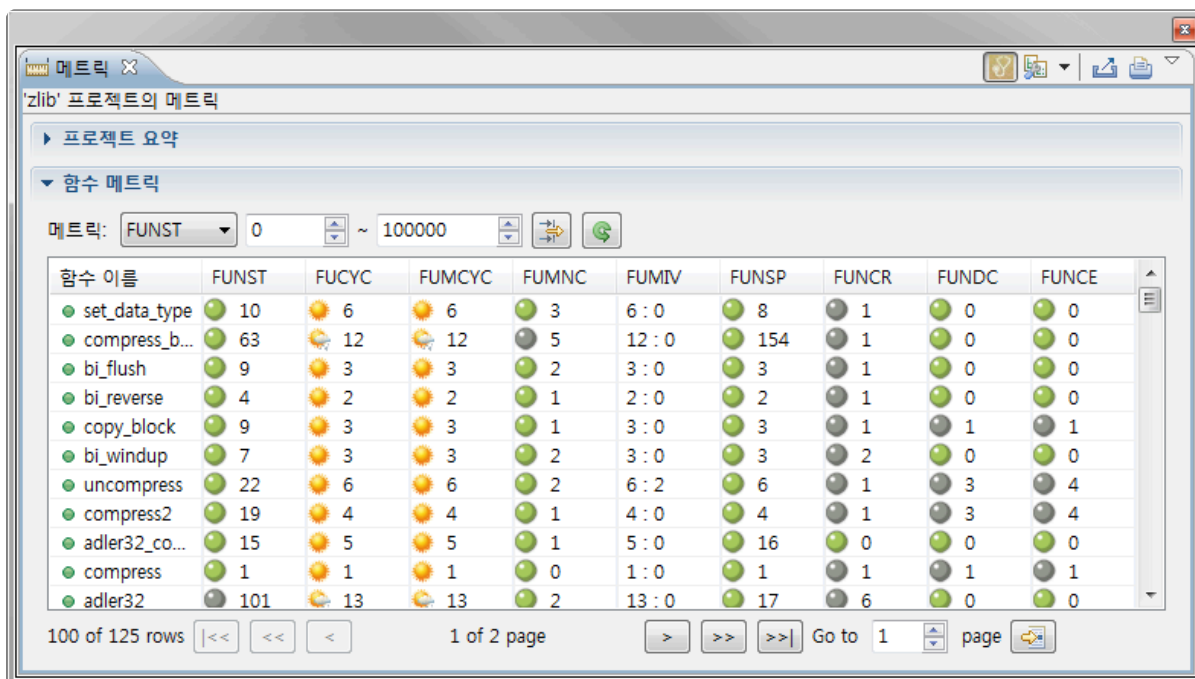 메트릭
'zlib' 프로젝트의 메트릭
프로젝트 요약
함수 메트릭
메트릭: FUNST 0 ~ 100000
함수 이름 FUNST FUCYC FUMCYC FUMNC FUMIV FUNSP FUNCR FUNDC FUNCE
set_data_type 10 6 6 3 6 : 0 8 1 0 0
compress_b... 63 12 12 5 12 : 0 154 1 0 0
bi_flush 9 3 3 2 3 : 0 3 1 0 0
bi_reverse 4 2 2 1 2 : 0 2 1 0 0
copy_block 9 3 3 1 3 : 0 3 1 1 1
bi_windup 7 3 3 2 3 : 0 3 2 0 0
uncompress 22 6 6 2 6 : 2 6 1 3 4
compress2 19 4 4 1 4 : 0 4 1 3 4
adler32_co... 15 5 5 1 5 : 0 16 0 0 0
compress 1 1 1 0 1 : 0 1 1 1 1
adler32 101 13 13 2 13 : 0 17 6 0 0
100 of 125 rows |<< << < 1 of 2 page > >> >>| Go to 1 page